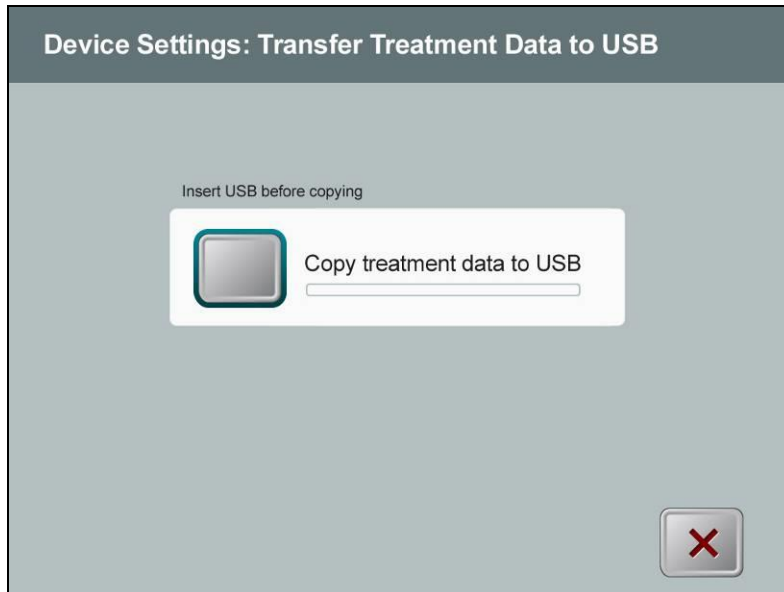 Device Settings: Transfer Treatment Data to USB
Insert USB before copying
Copy treatment data to USB